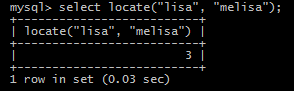 mysql> select locate("lisa", "melisa");
+--------------------------+
| locate("lisa", "melisa") |
+--------------------------+
|                        3 |
+--------------------------+
1 row in set (0.03 sec)